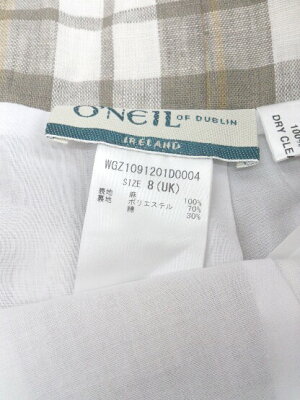 O'NEIL OF DUBLIN
IRELAND
100%
DRY CLE
WGZ1091201D0004
SIZE 8(UK)
表地 麻 100%
裏地 ポリエステル 70%
綿 30%